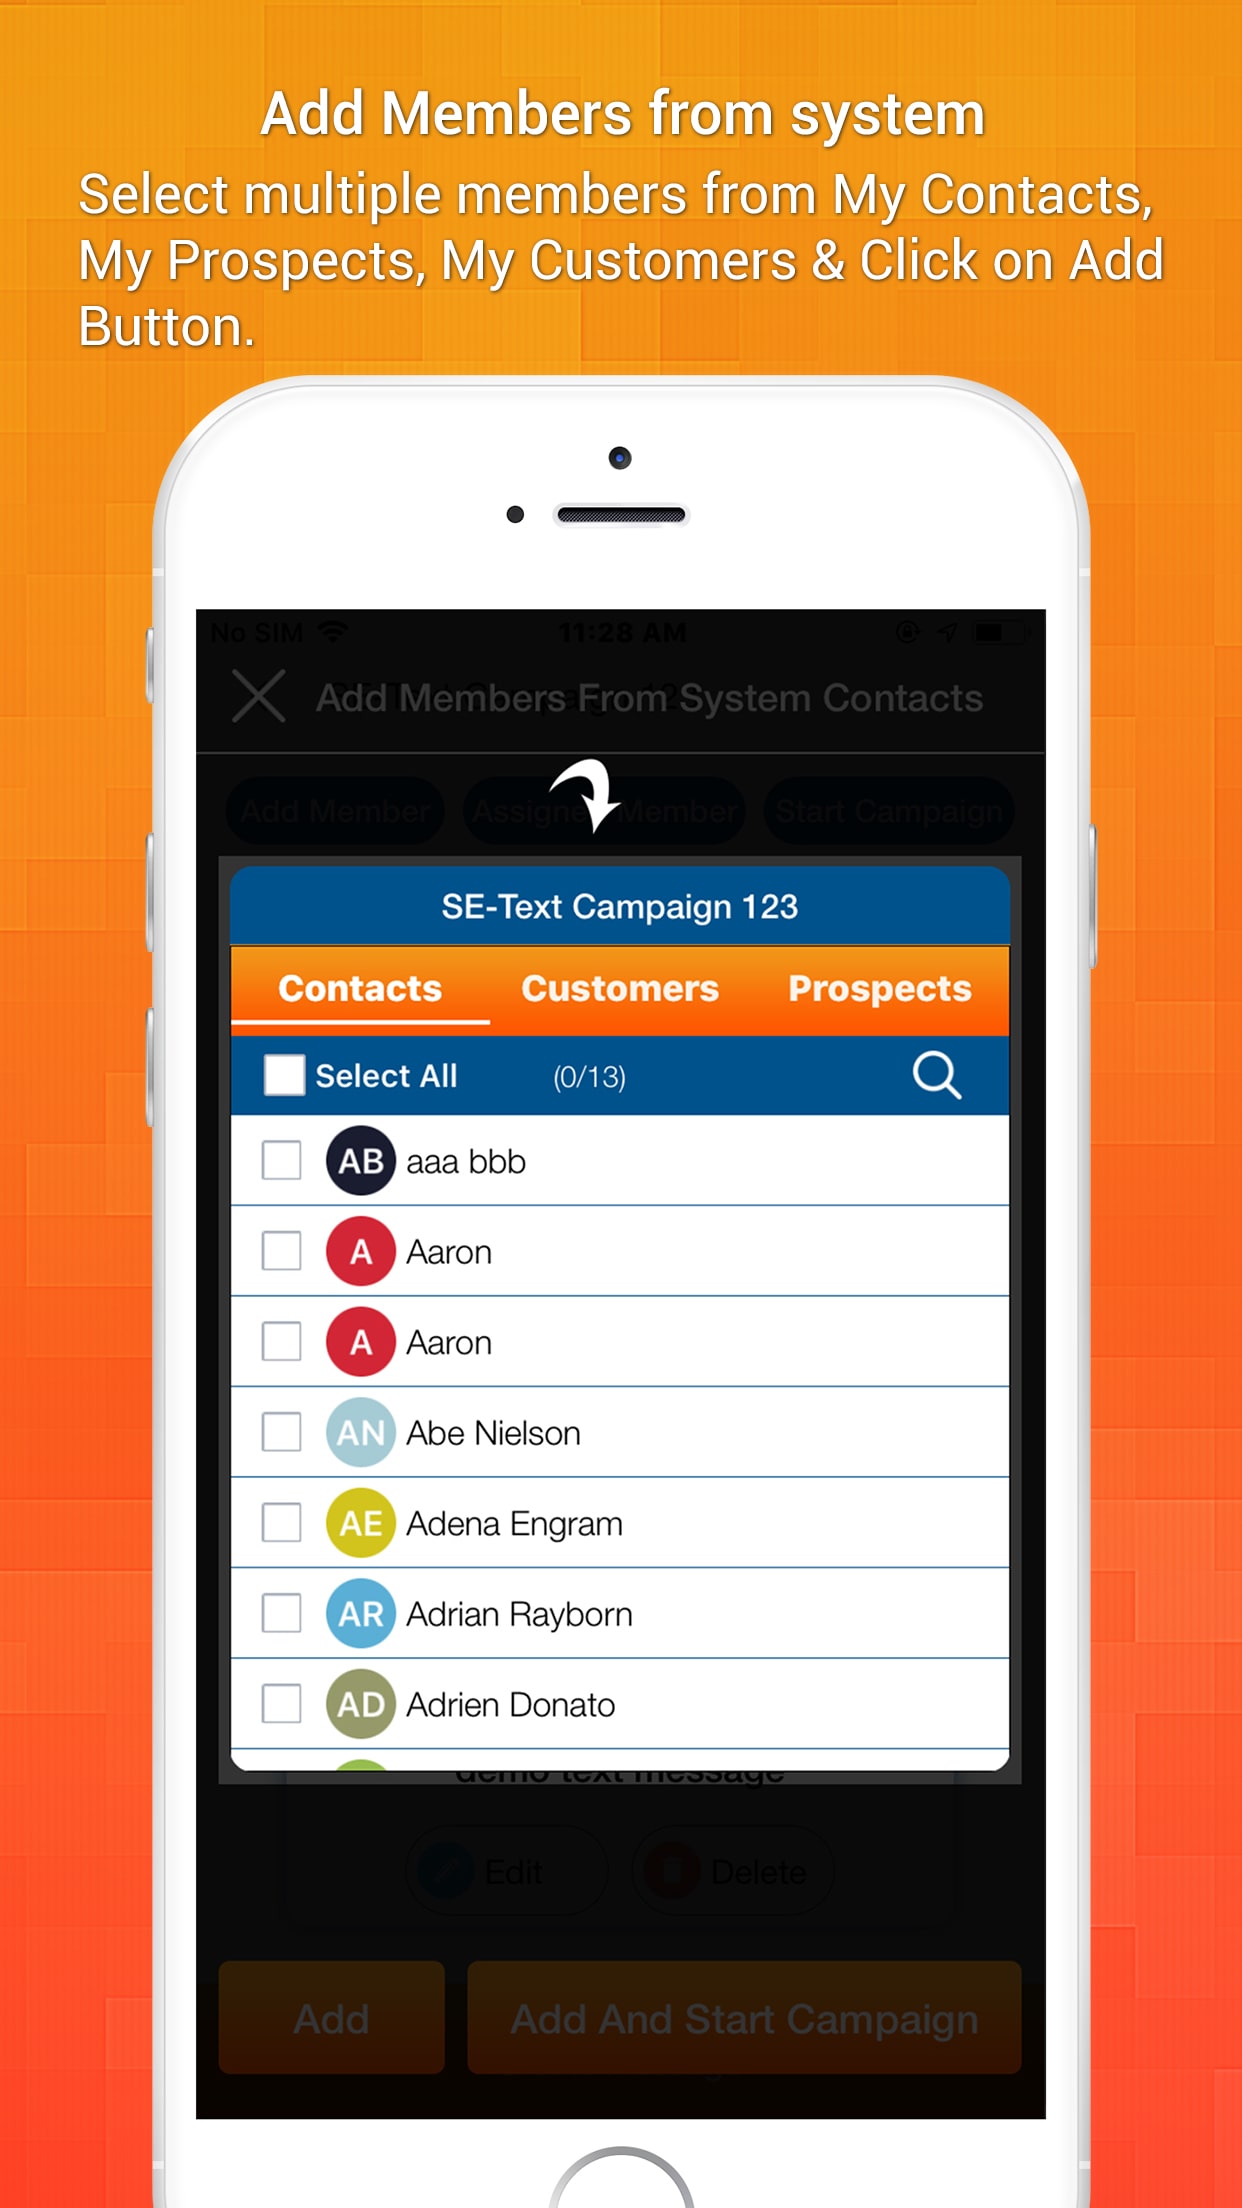 Add Members from system
Select multiple members from My Contacts,
My Prospects, My Customers & Click on Add
Button.
No SIM 11:28 AM
Add Members From System Contacts
Add Member Assigned Member Start Campaign
SE-Text Campaign 123
Contacts Customers Prospects
Select All (0/13)
AB aaa bbb
A Aaron
A Aaron
AN Abe Nielson
AE Adena Engram
AR Adrian Rayborn
AD Adrien Donato
demo text message
Edit Delete
Add Add And Start Campaign